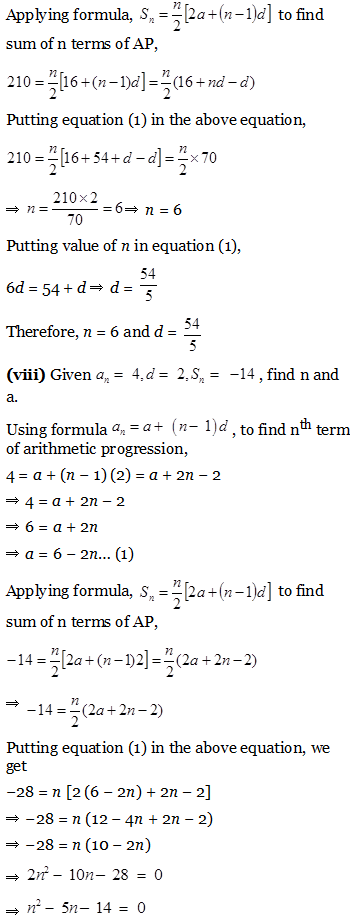 Applying formula, Sₙ = n/2[2a+(n−1)d] to find
sum of n terms of AP,
210 = n/2[16+(n−1)d] = n/2(16+nd−d)
Putting equation (1) in the above equation,
210 = n/2[16+54+d−d] = n/2×70
⇒ n = 210×2/70 = 6 ⇒ n = 6
Putting value of n in equation (1),
6d = 54 + d ⇒ d = 54/5
Therefore, n = 6 and d = 54/5
(viii) Given aₙ = 4, d = 2, Sₙ = −14, find n and
a.
Using formula aₙ = a + (n− 1)d, to find nᵗʰ term
of arithmetic progression,
4 = a + (n − 1) (2) = a + 2n − 2
⇒ 4 = a + 2n − 2
⇒ 6 = a + 2n
⇒ a = 6 − 2n... (1)
Applying formula, Sₙ = n/2[2a+(n−1)d] to find
sum of n terms of AP,
−14 = n/2[2a+(n−1)2] = n/2(2a+2n−2)
⇒ −14 = n/2(2a+2n−2)
Putting equation (1) in the above equation, we
get
−28 = n [2 (6 − 2n) + 2n − 2]
⇒ −28 = n (12 − 4n + 2n − 2)
⇒ −28 = n (10 − 2n)
⇒ 2n² − 10n − 28 = 0
⇒ n² − 5n − 14 = 0